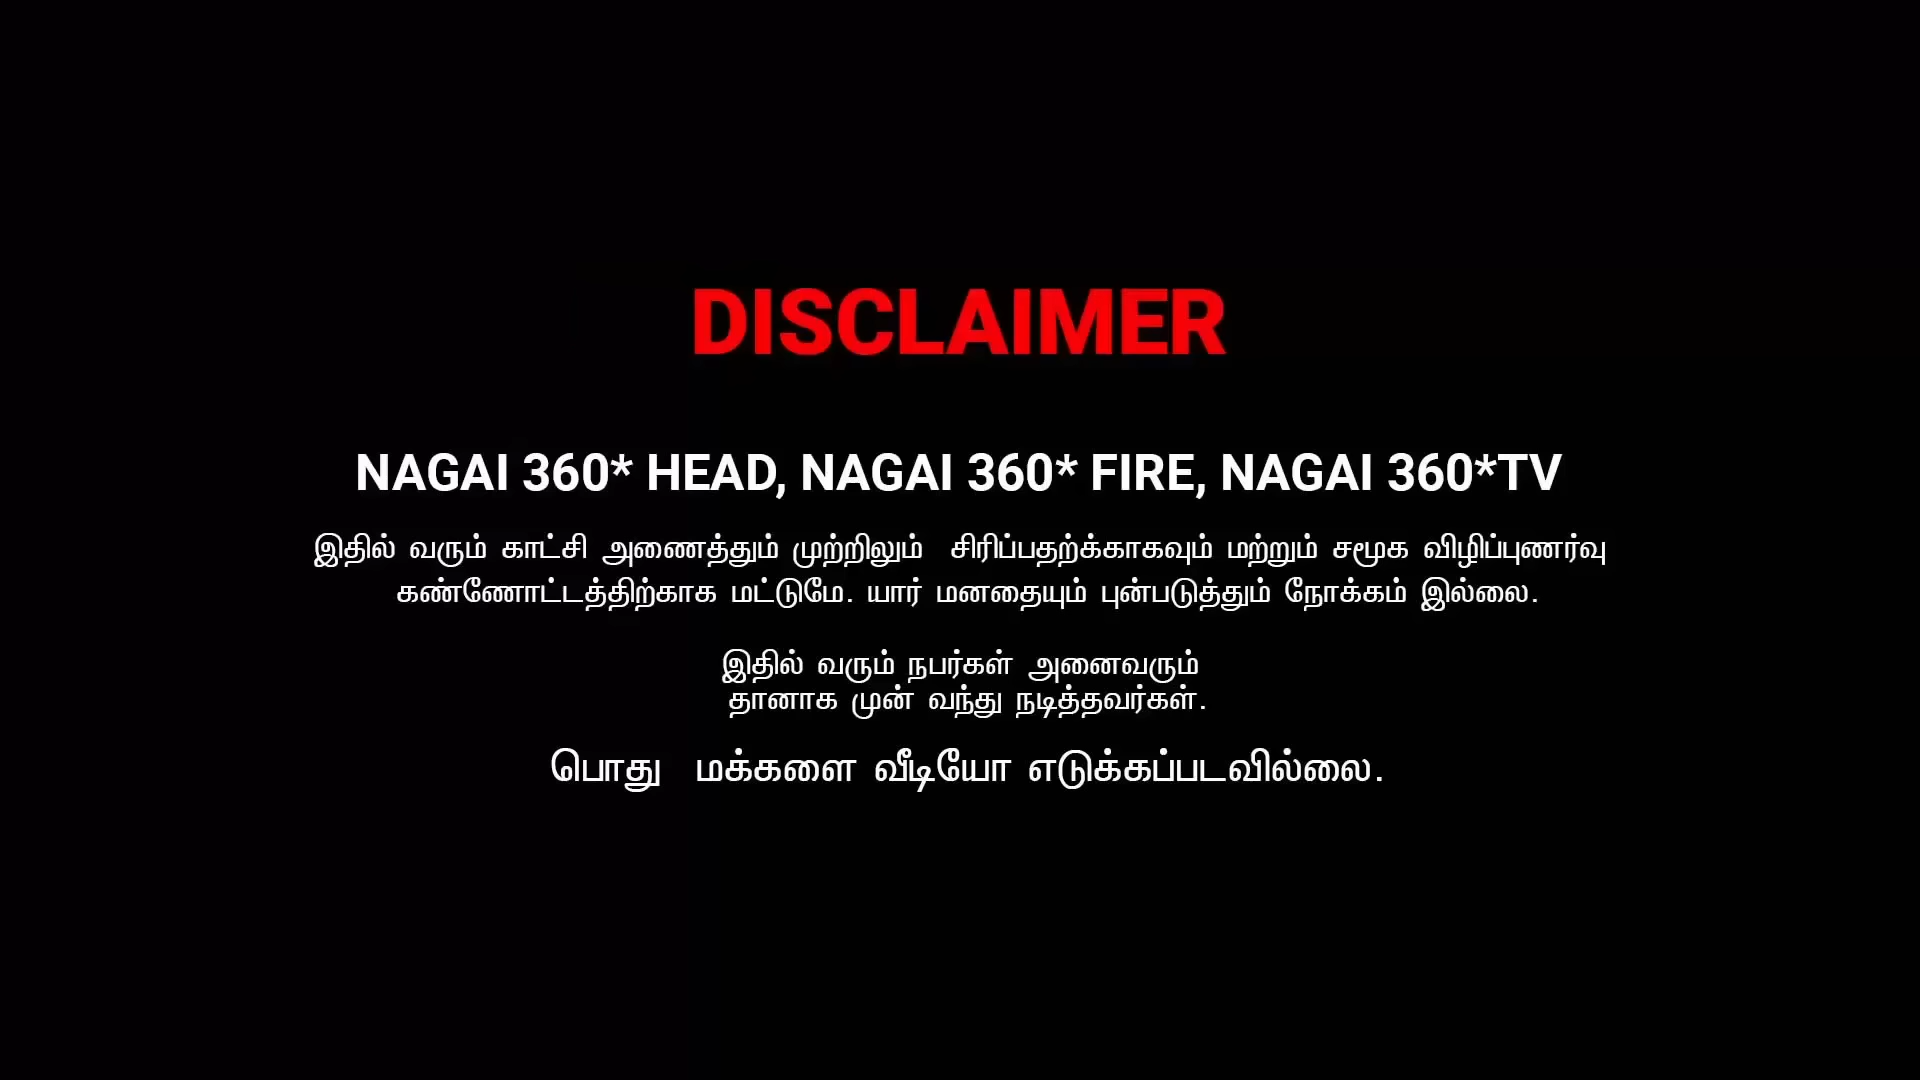 DISCLAIMER
NAGAI 360* HEAD, NAGAI 360* FIRE, NAGAI 360*TV
இதில் வரும் காட்சி அணைத்தும் முற்றிலும் சிரிப்பதற்க்காகவும் மற்றும் சமூக விழிப்புணர்வு
கண்ணோட்டத்திற்காக மட்டுமே. யார் மனதையும் புன்படுத்தும் நோக்கம் இல்லை.
இதில் வரும் நபர்கள் அனைவரும்
தானாக முன் வந்து நடித்தவர்கள்.
பொது மக்களை வீடியோ எடுக்கப்படவில்லை.